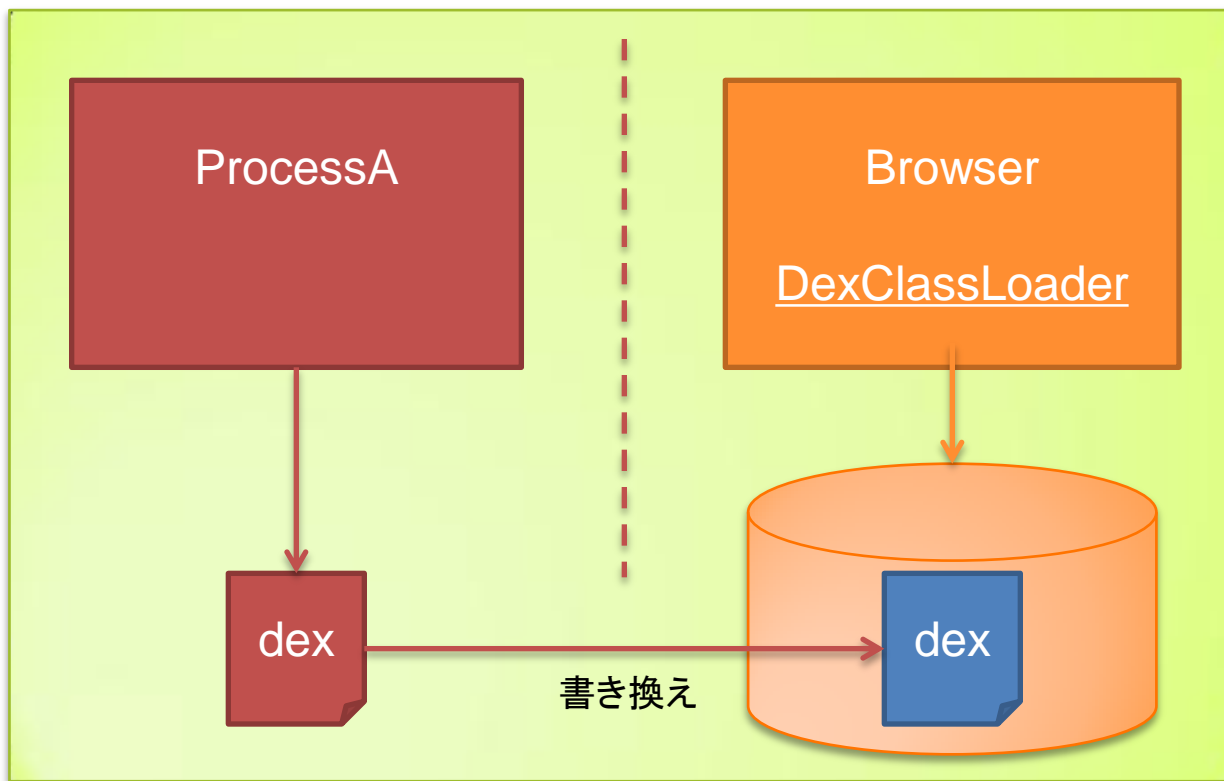 ProcessA
Browser
DexClassLoader
dex
dex
書き換え